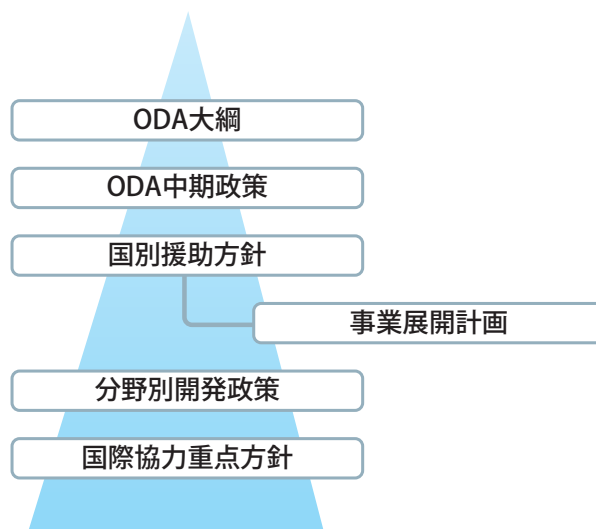 ODA大綱
ODA中期政策
国別援助方針
事業展開計画
分野別開発政策
国際協力重点方針